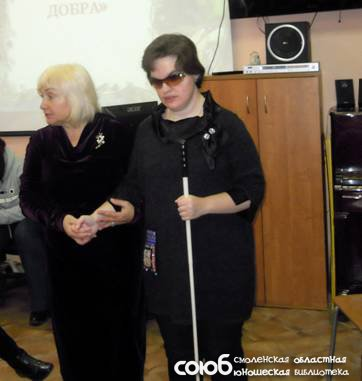 ДОБРА»
союб Смоленская областная
юношеская библиотека